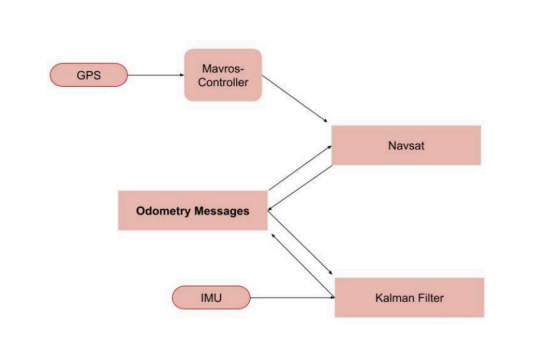 GPS
Mavros-
Controller
Navsat
Odometry Messages
IMU
Kalman Filter